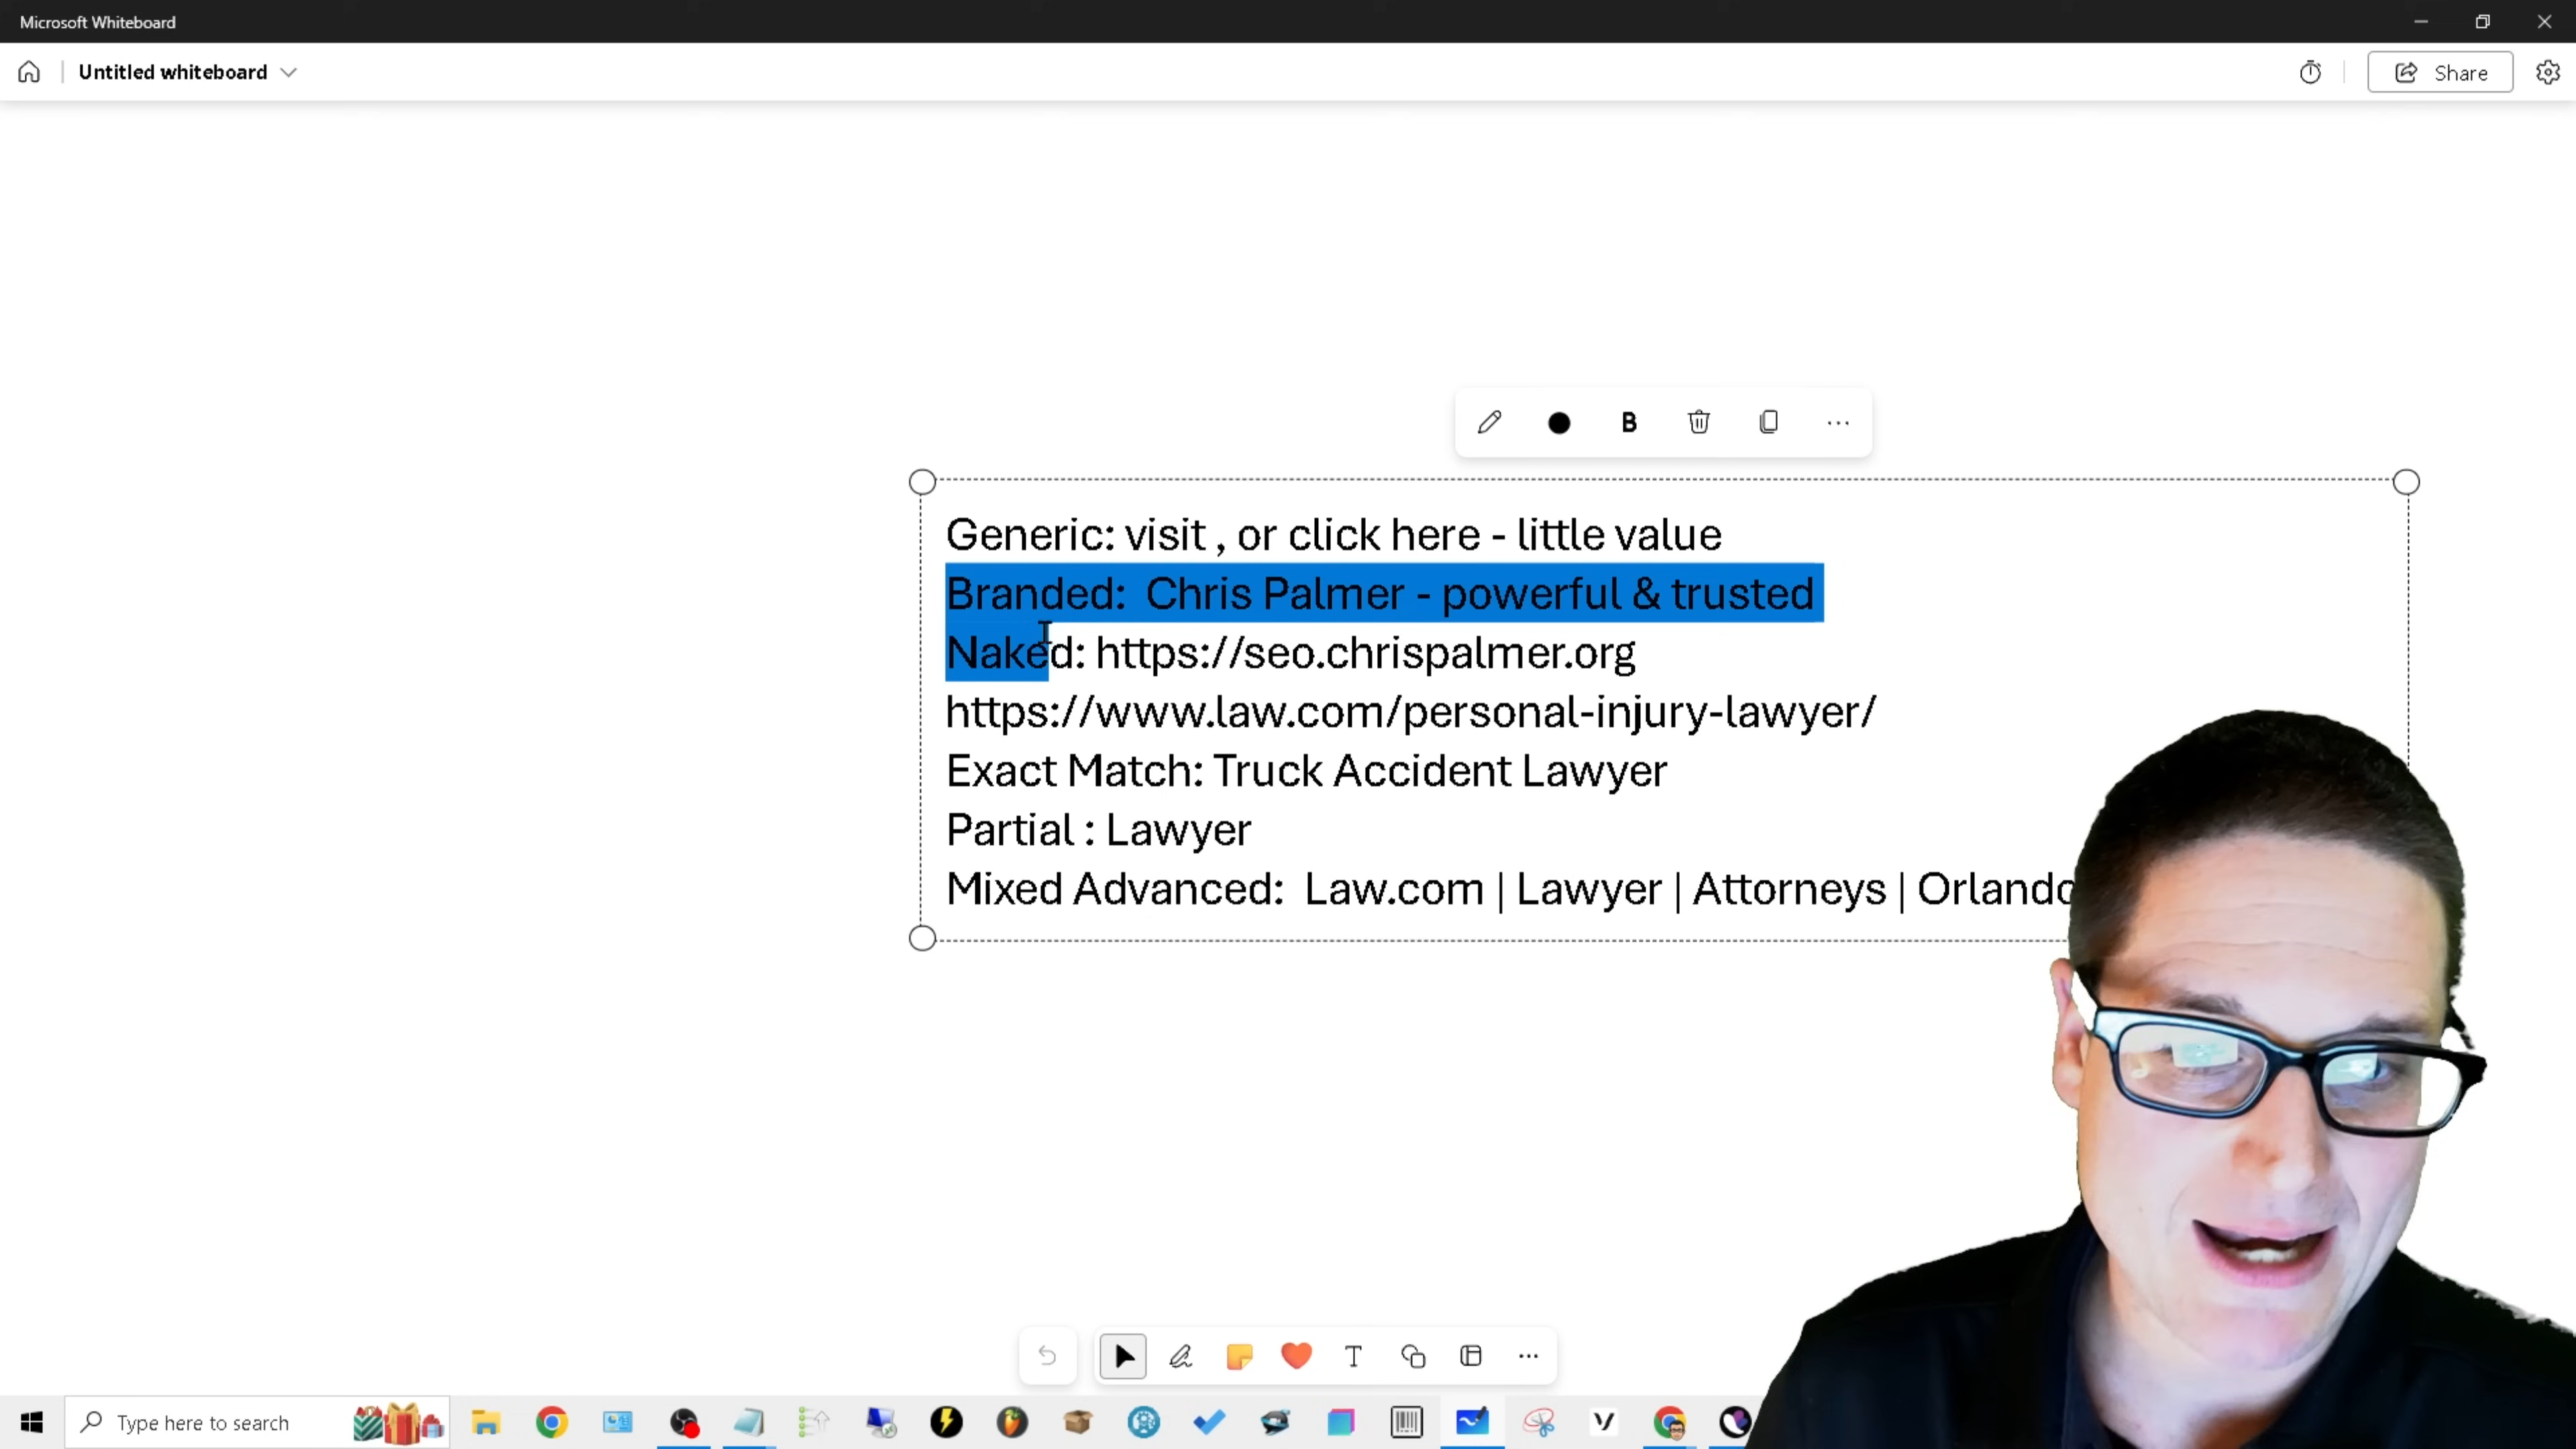 Microsoft Whiteboard
Untitled whiteboard
Share
B
Generic: visit , or click here - little value
Branded:  Chris Palmer - powerful & trusted
Naked: https://seo.chrispalmer.org
https://www.law.com/personal-injury-lawyer/
Exact Match: Truck Accident Lawyer
Partial : Lawyer
Mixed Advanced:  Law.com | Lawyer | Attorneys | Orlando
T
Type here to search